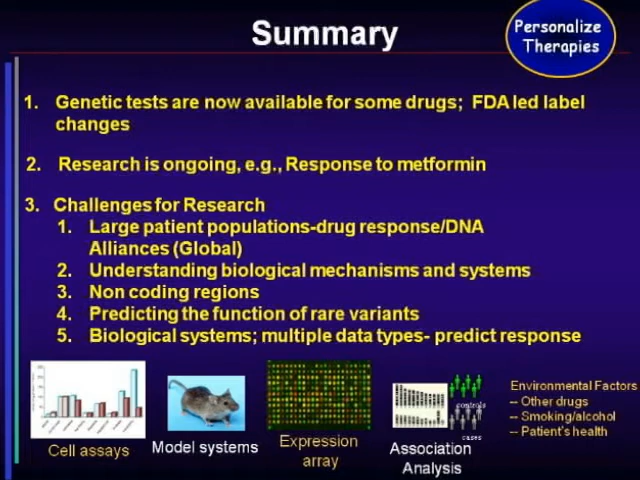 Summary
Personalize
Therapies
1. Genetic tests are now available for some drugs; FDA led label
changes
2. Research is ongoing, e.g., Response to metformin
3. Challenges for Research
1. Large patient populations-drug response/DNA
Alliances (Global)
2. Understanding biological mechanisms and systems
3. Non coding regions
4. Predicting the function of rare variants
5. Biological systems; multiple data types- predict response
Cell assays
Model systems
Expression
array
controls
cases
Association
Analysis
Environmental Factors
-- Other drugs
-- Smoking/alcohol
-- Patient's health